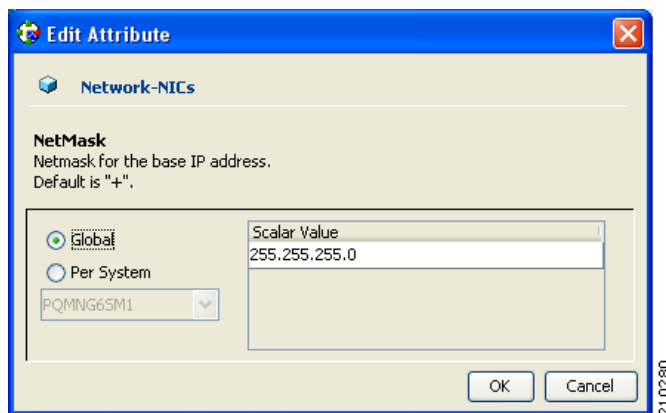 Edit Attribute
Network-NICs
NetMask
Netmask for the base IP address.
Default is "+".
Global
Per System
PQMNG65M1
Scalar Value
255.255.255.0
OK
Cancel
210280